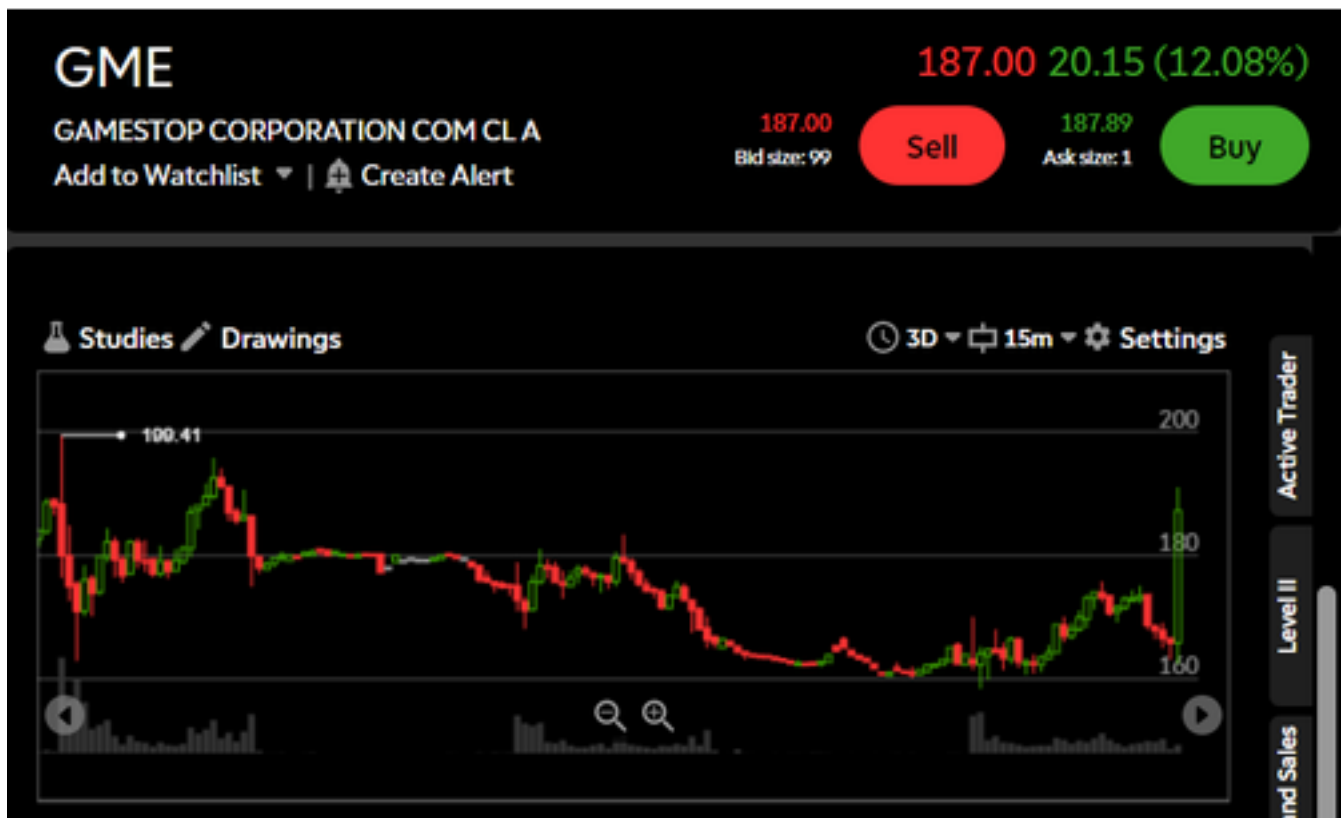 GME
187.00 20.15 (12.08%)
GAMESTOP CORPORATION COM CL A
187.00
Bid size: 99
Sell
187.89
Ask size: 1
Buy
Add to Watchlist | Create Alert
Studies Drawings
3D 15m Settings
199.41
200
180
160
Active Trader
Level II
nd Sales